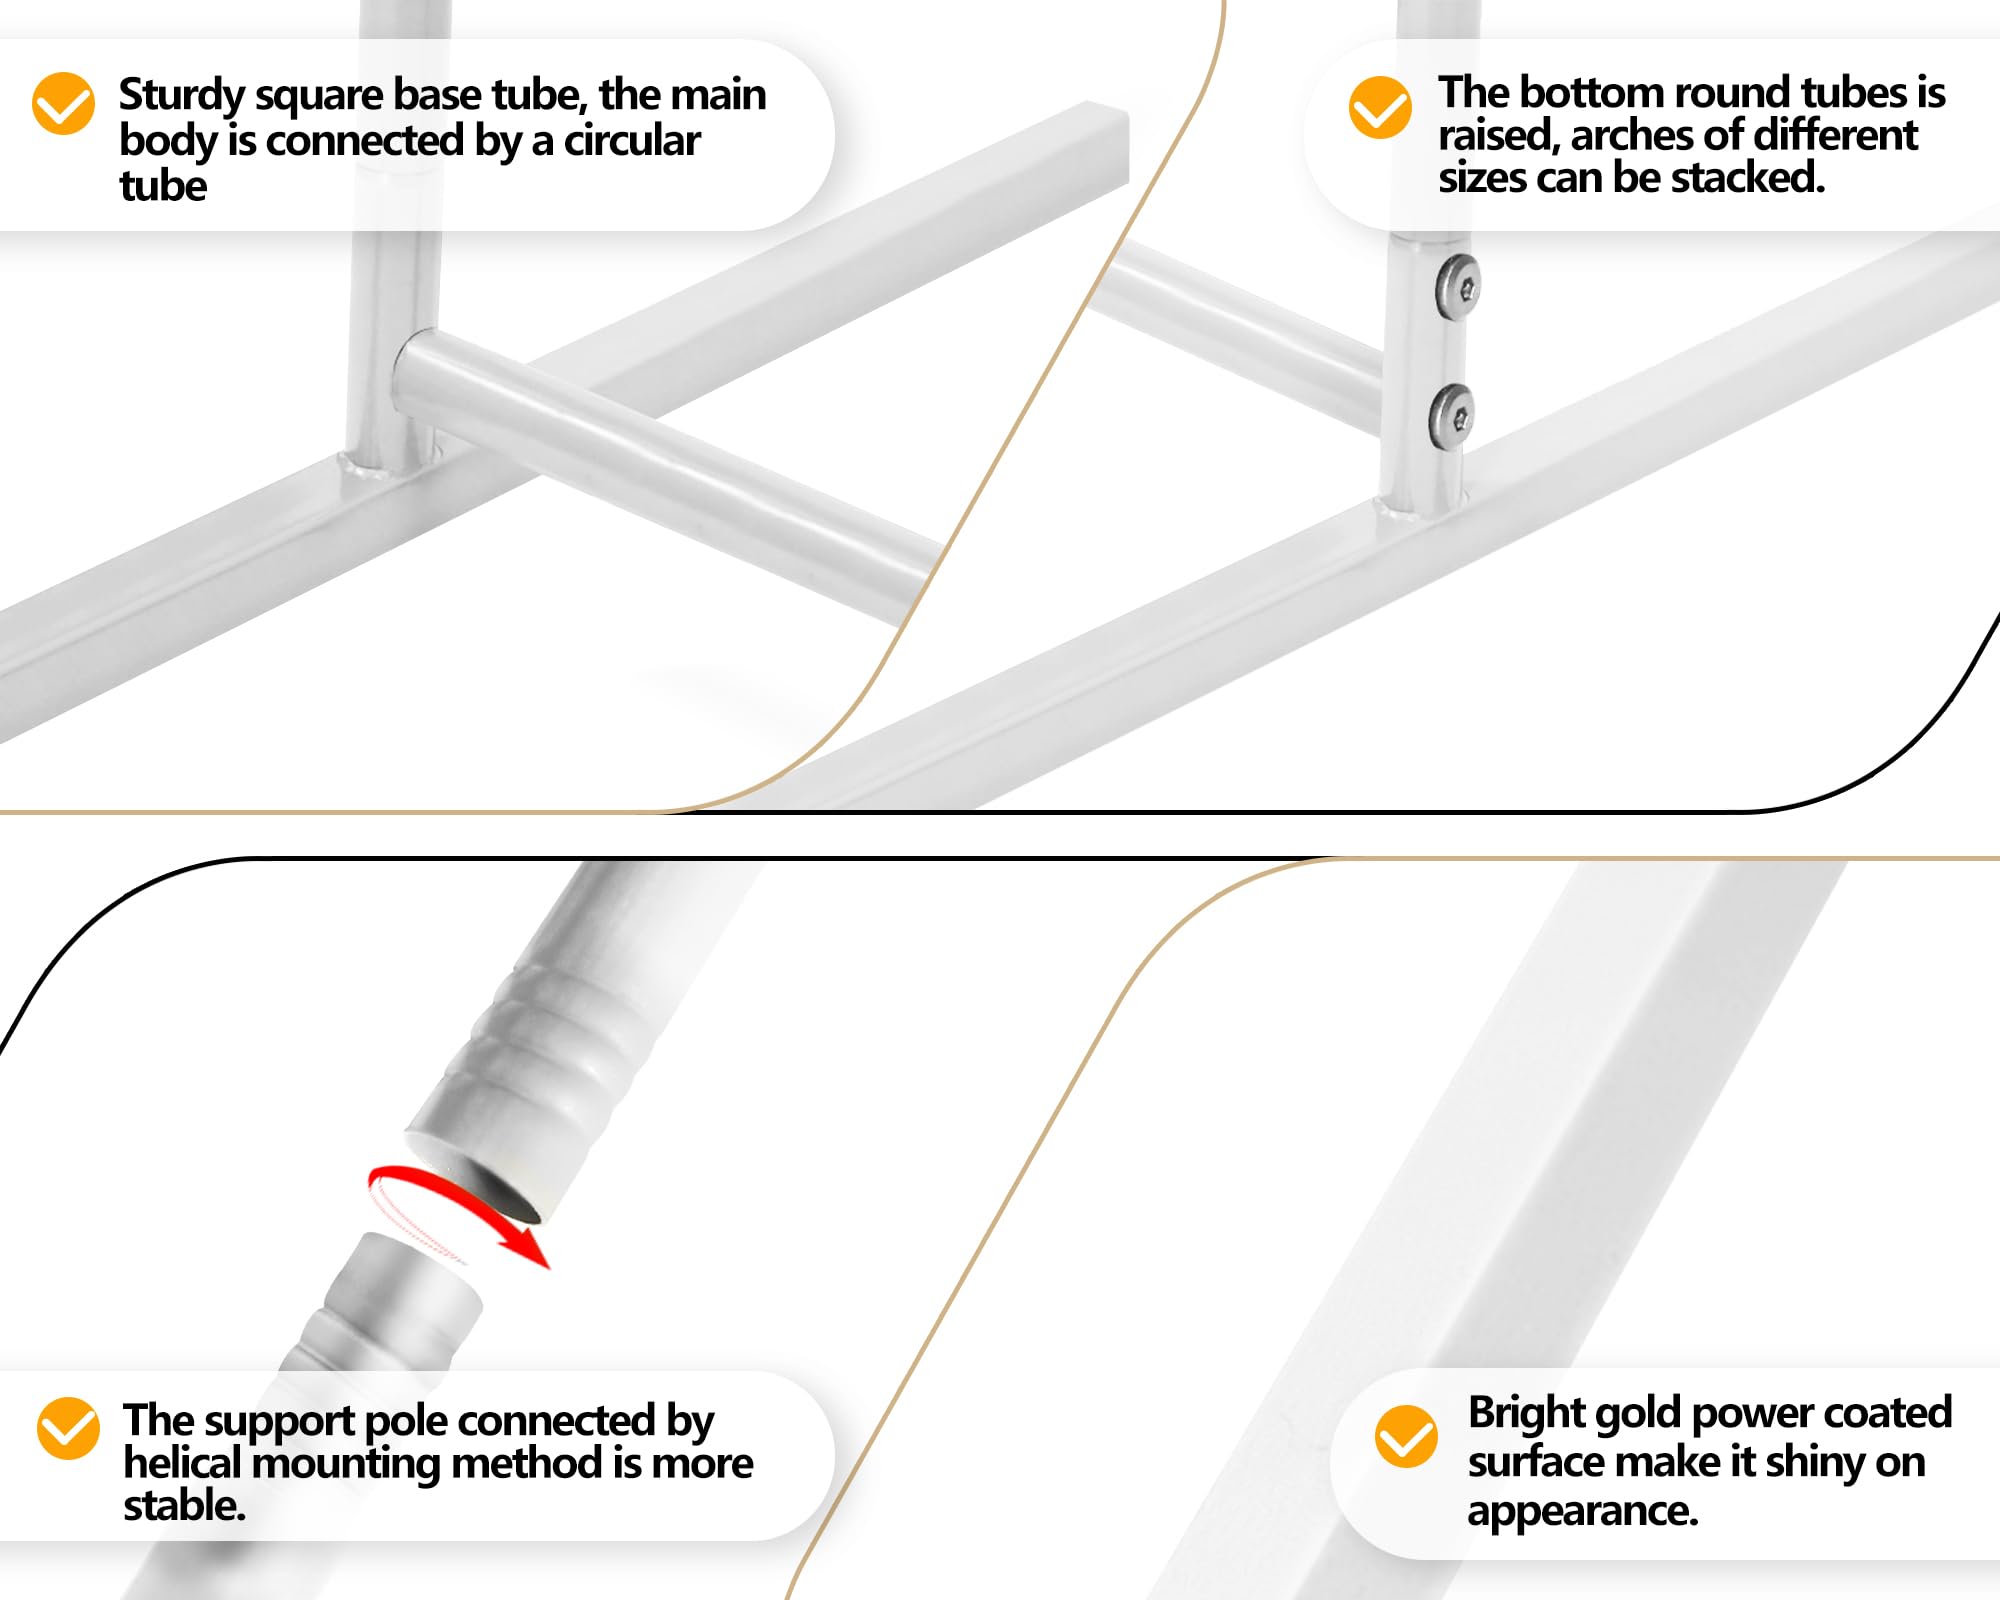 Sturdy square base tube, the main
body is connected by a circular
tube
The bottom round tubes is
raised, arches of different
sizes can be stacked.
The support pole connected by
helical mounting method is more
stable.
Bright gold power coated
surface make it shiny on
appearance.